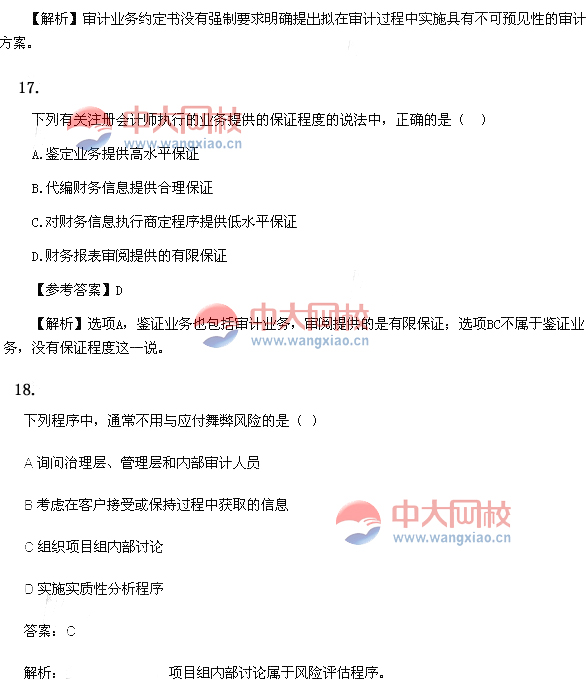 【解析】审计业务约定书没有强制要求明确提出拟在审计过程中实施具有不可预见性的审计
方案。
17.
下列有关注册会计师执行的业务提供的保证程度的说法中，正确的是（ ）
中大网校
www.wangxiao.cn
A.鉴定业务提供高水平保证
B.代编财务信息提供合理保证
C.对财务信息执行商定程序提供低水平保证
D.财务报表审阅提供的有限保证
【参考答案】D
【解析】选项A，鉴证业务也包括审计业务，审阅提供的是有限保证；选项BC不属于鉴证业
务，没有保证程度这一说。
中大网校
www.wangxiao.cn
18.
下列程序中，通常不用与应付舞弊风险的是（ ）
A 询问治理层、管理层和内部审计人员
B 考虑在客户接受或保持过程中获取的信息
中大网校
www.wangxiao.cn
C 组织项目组内部讨论
D 实施实质性分析程序
答案：C
解析： 项目组内部讨论属于风险评估程序。